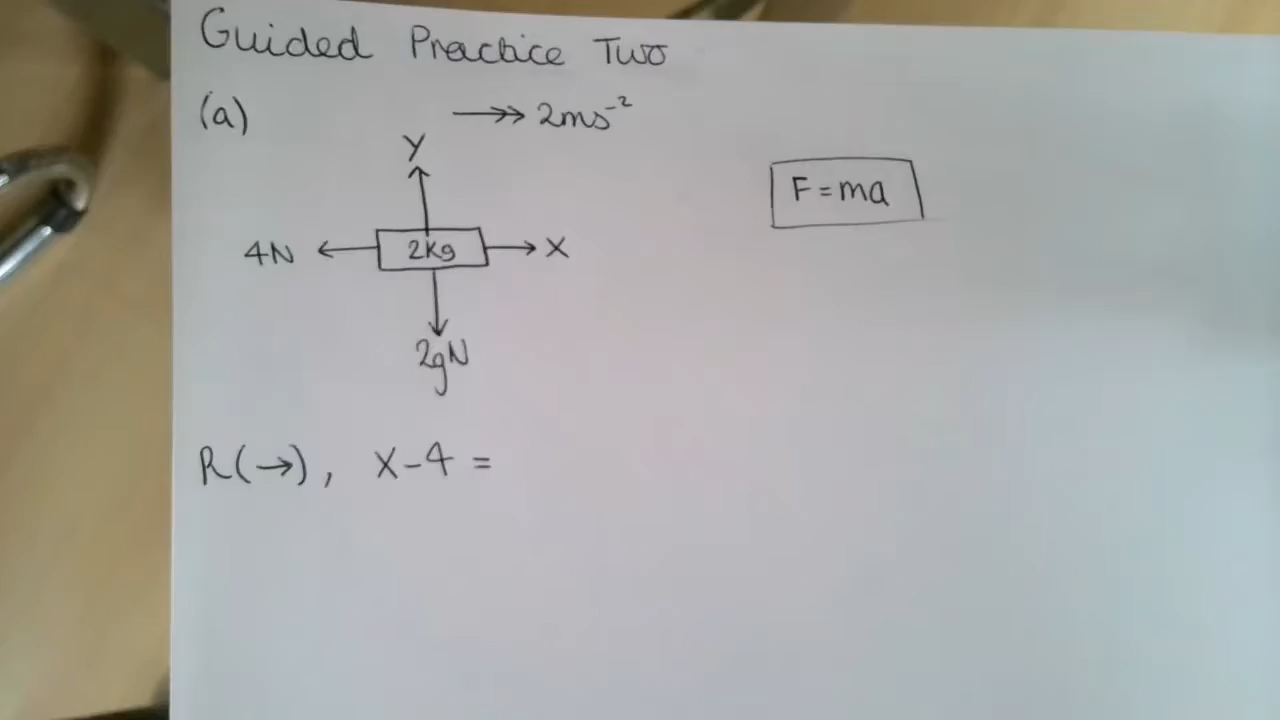 Guided Practice Two
(a) →→ 2ms⁻²
Y
F = ma
4N 2kg X
2gN
R(→), X - 4 =